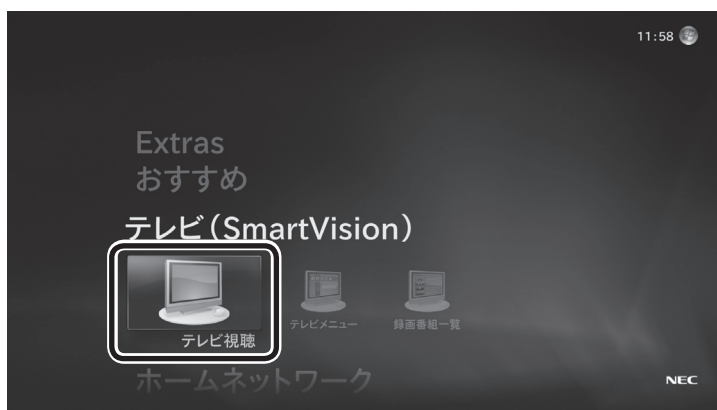 11:58
Extras
おすすめ
テレビ（SmartVision）
テレビ視聴
テレビメニュー
録画番組一覧
ホームネットワーク
NEC